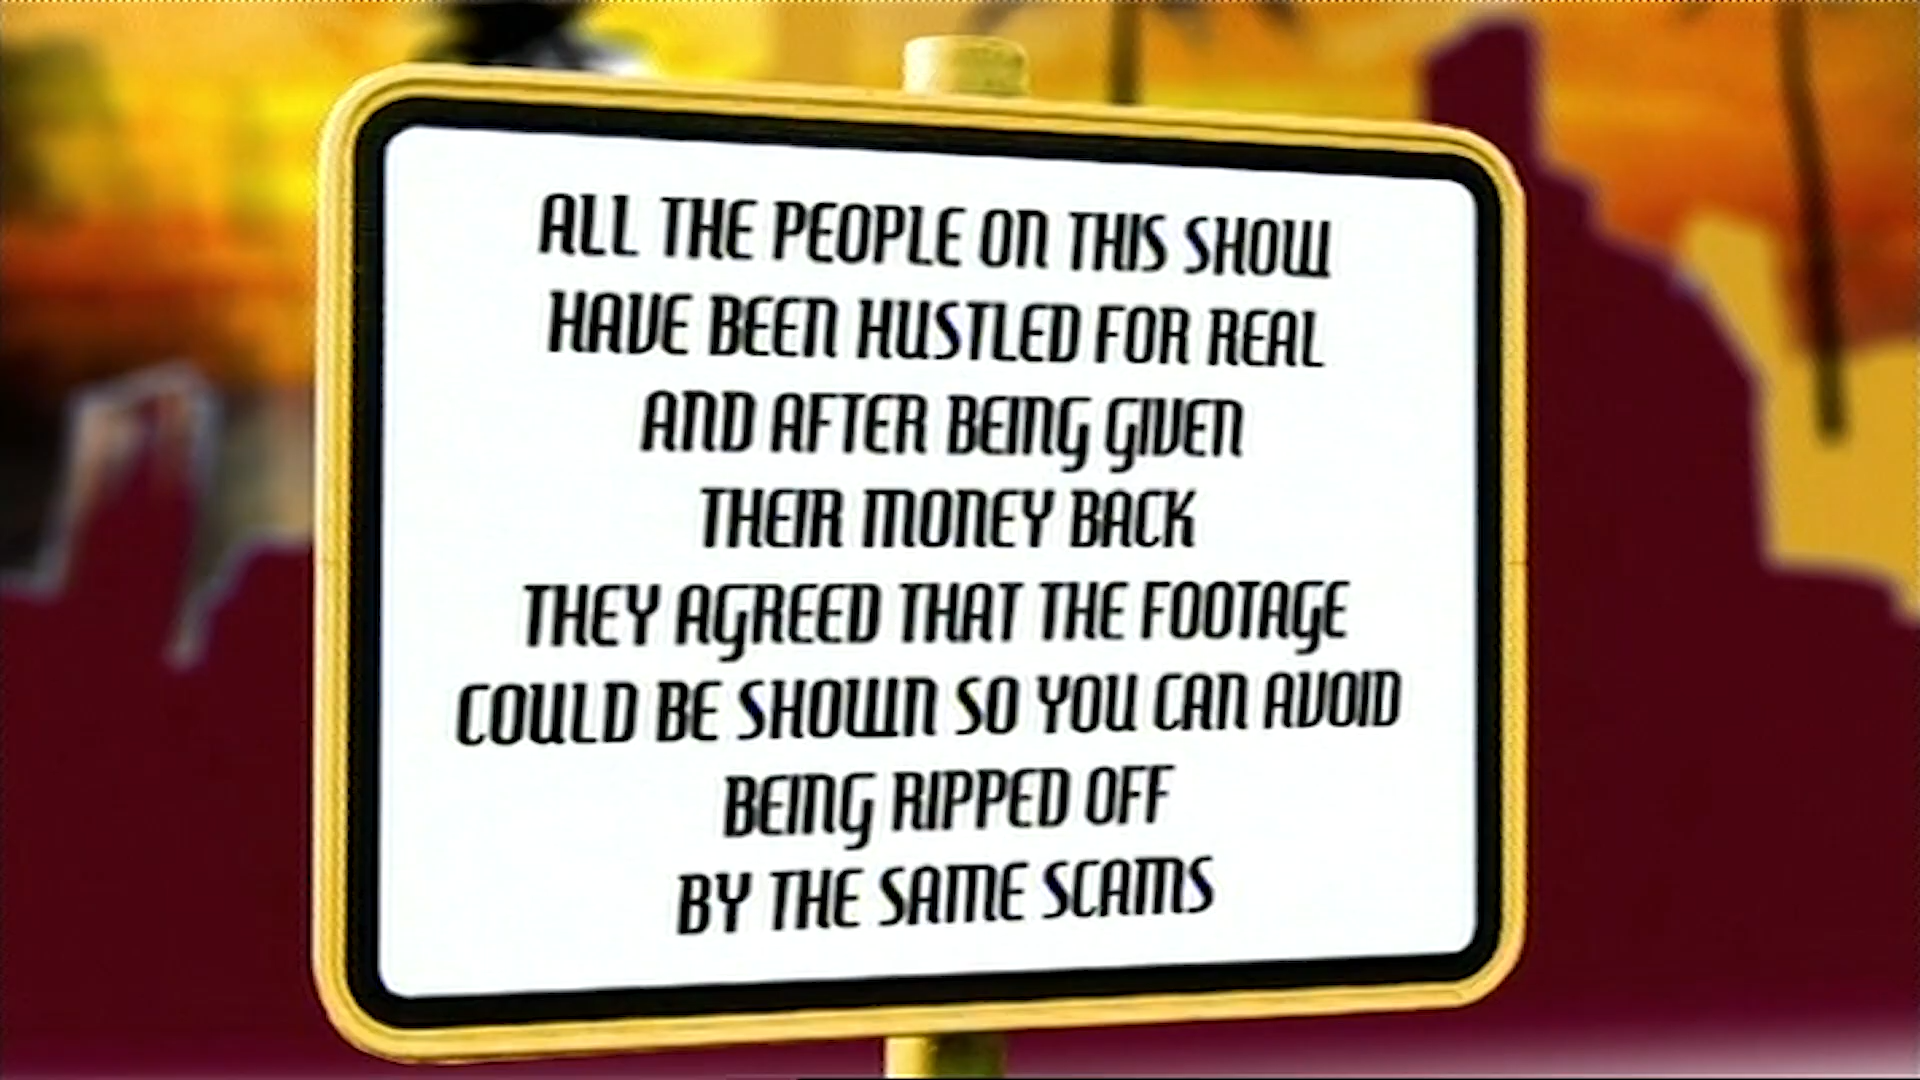 ALL THE PEOPLE ON THIS SHOW
HAVE BEEN HUSTLED FOR REAL
AND AFTER BEING GIVEN
THEIR MONEY BACK
THEY AGREED THAT THE FOOTAGE
COULD BE SHOWN SO YOU CAN AVOID
BEING RIPPED OFF
BY THE SAME SCAMS